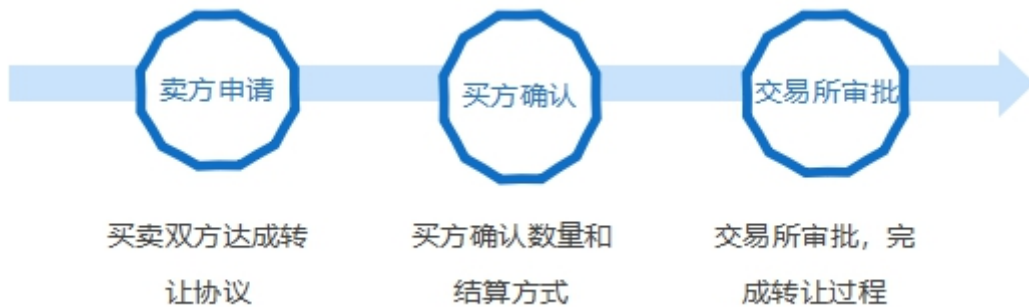 卖方申请
买方确认
交易所审批
买卖双方达成转
让协议
买方确认数量和
结算方式
交易所审批，完
成转让过程